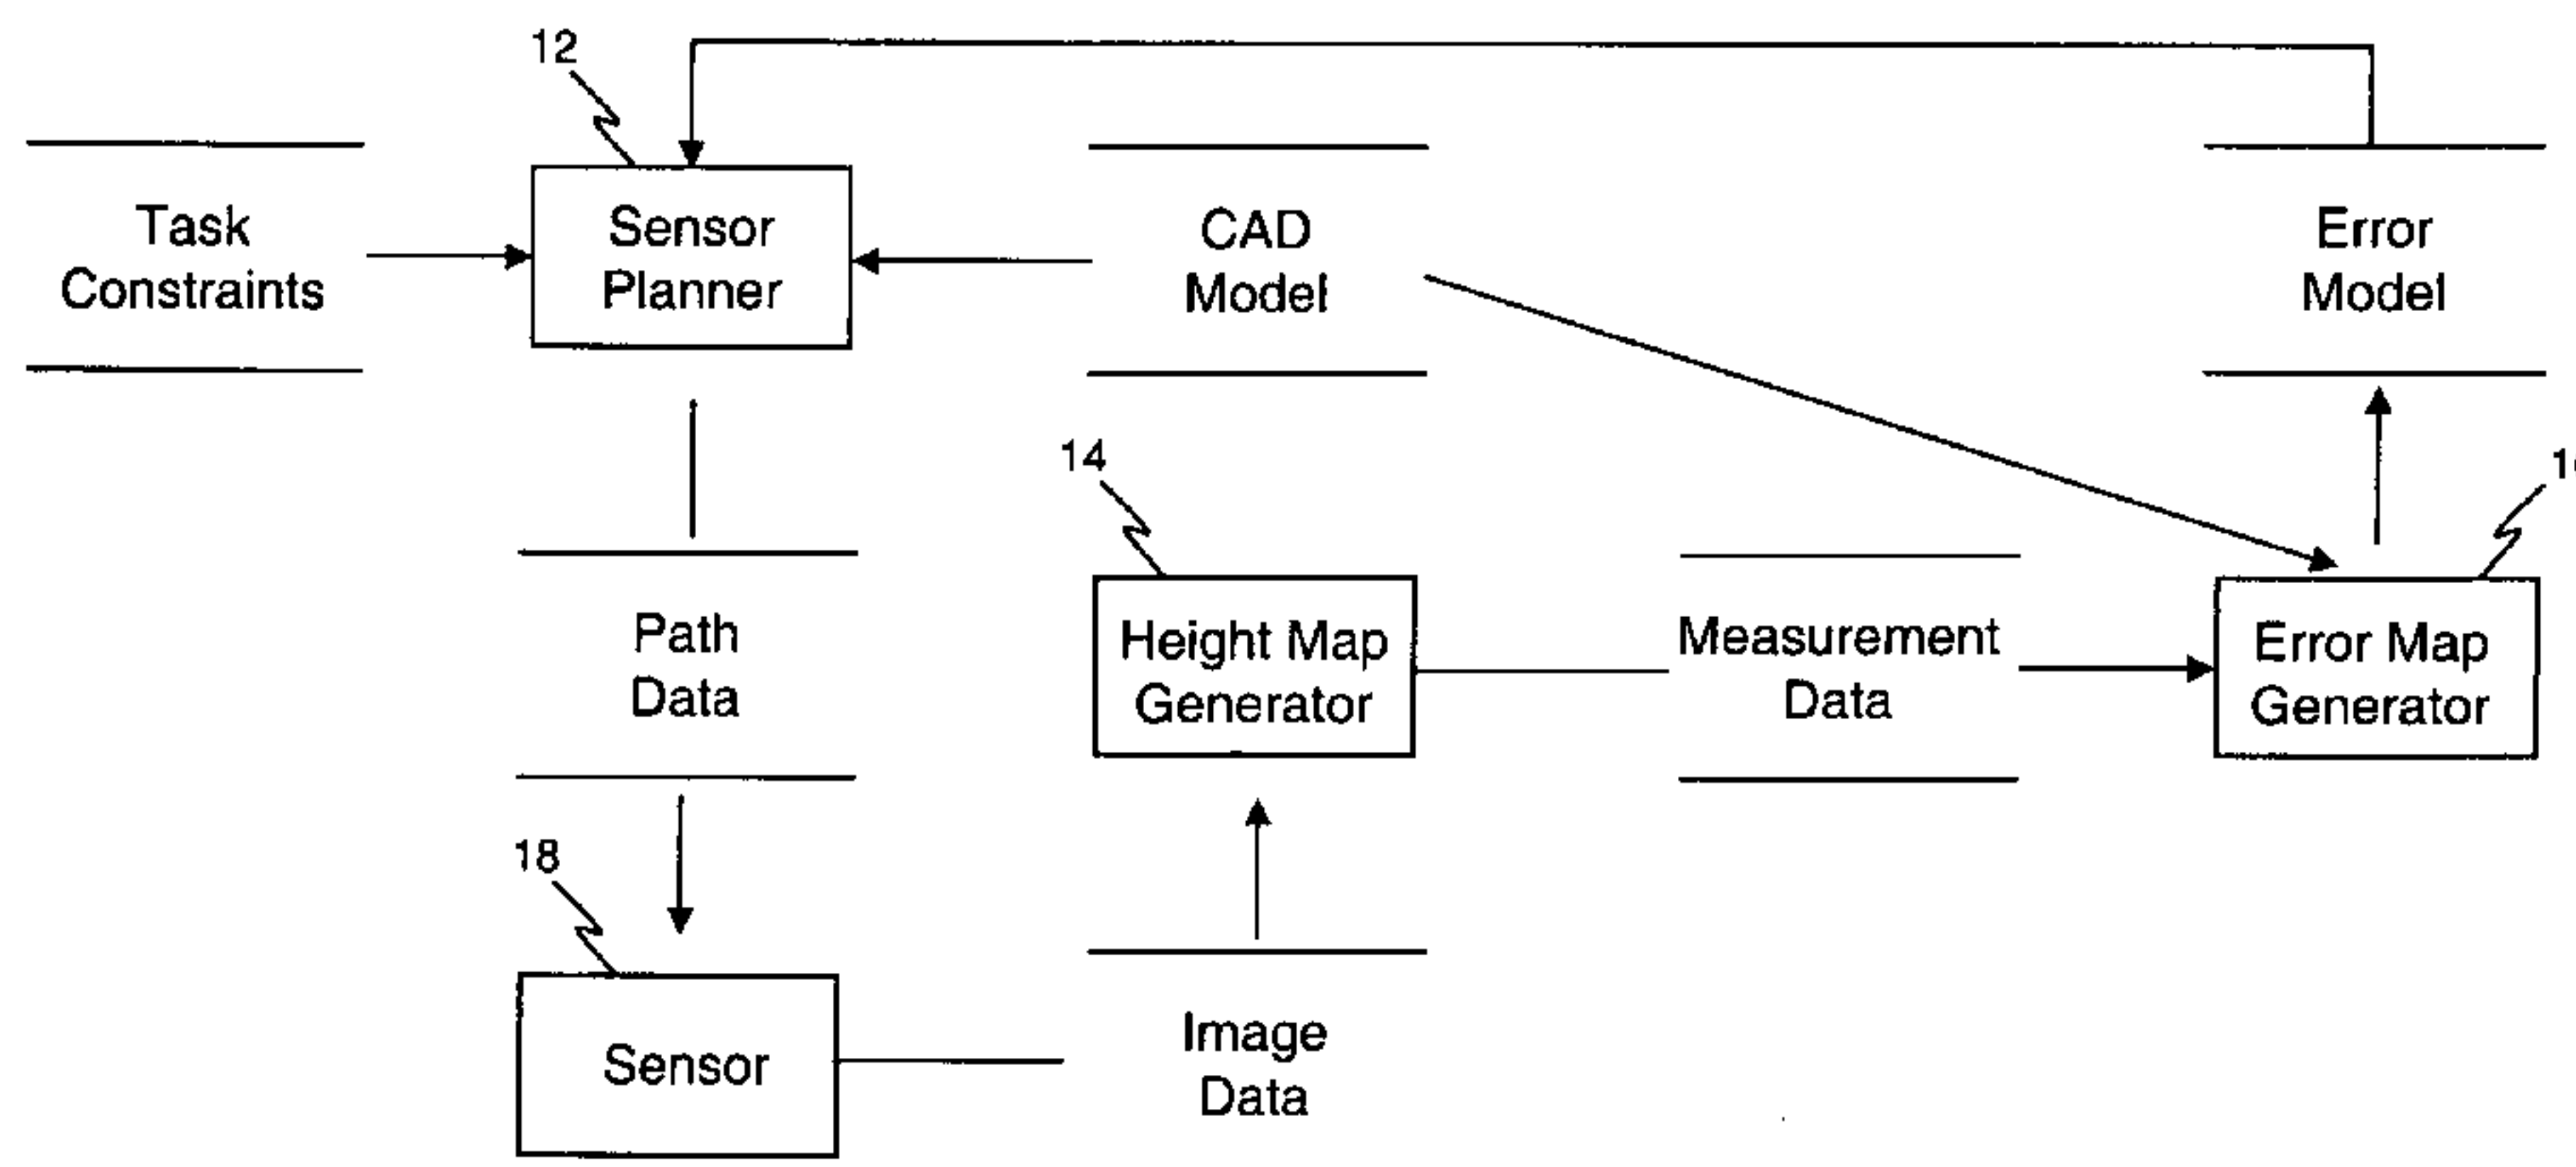 12
Task
Constraints
Sensor
Planner
CAD
Model
Error
Model
14
Path
Data
Height Map
Generator
Measurement
Data
Error Map
Generator
18
Sensor
Image
Data